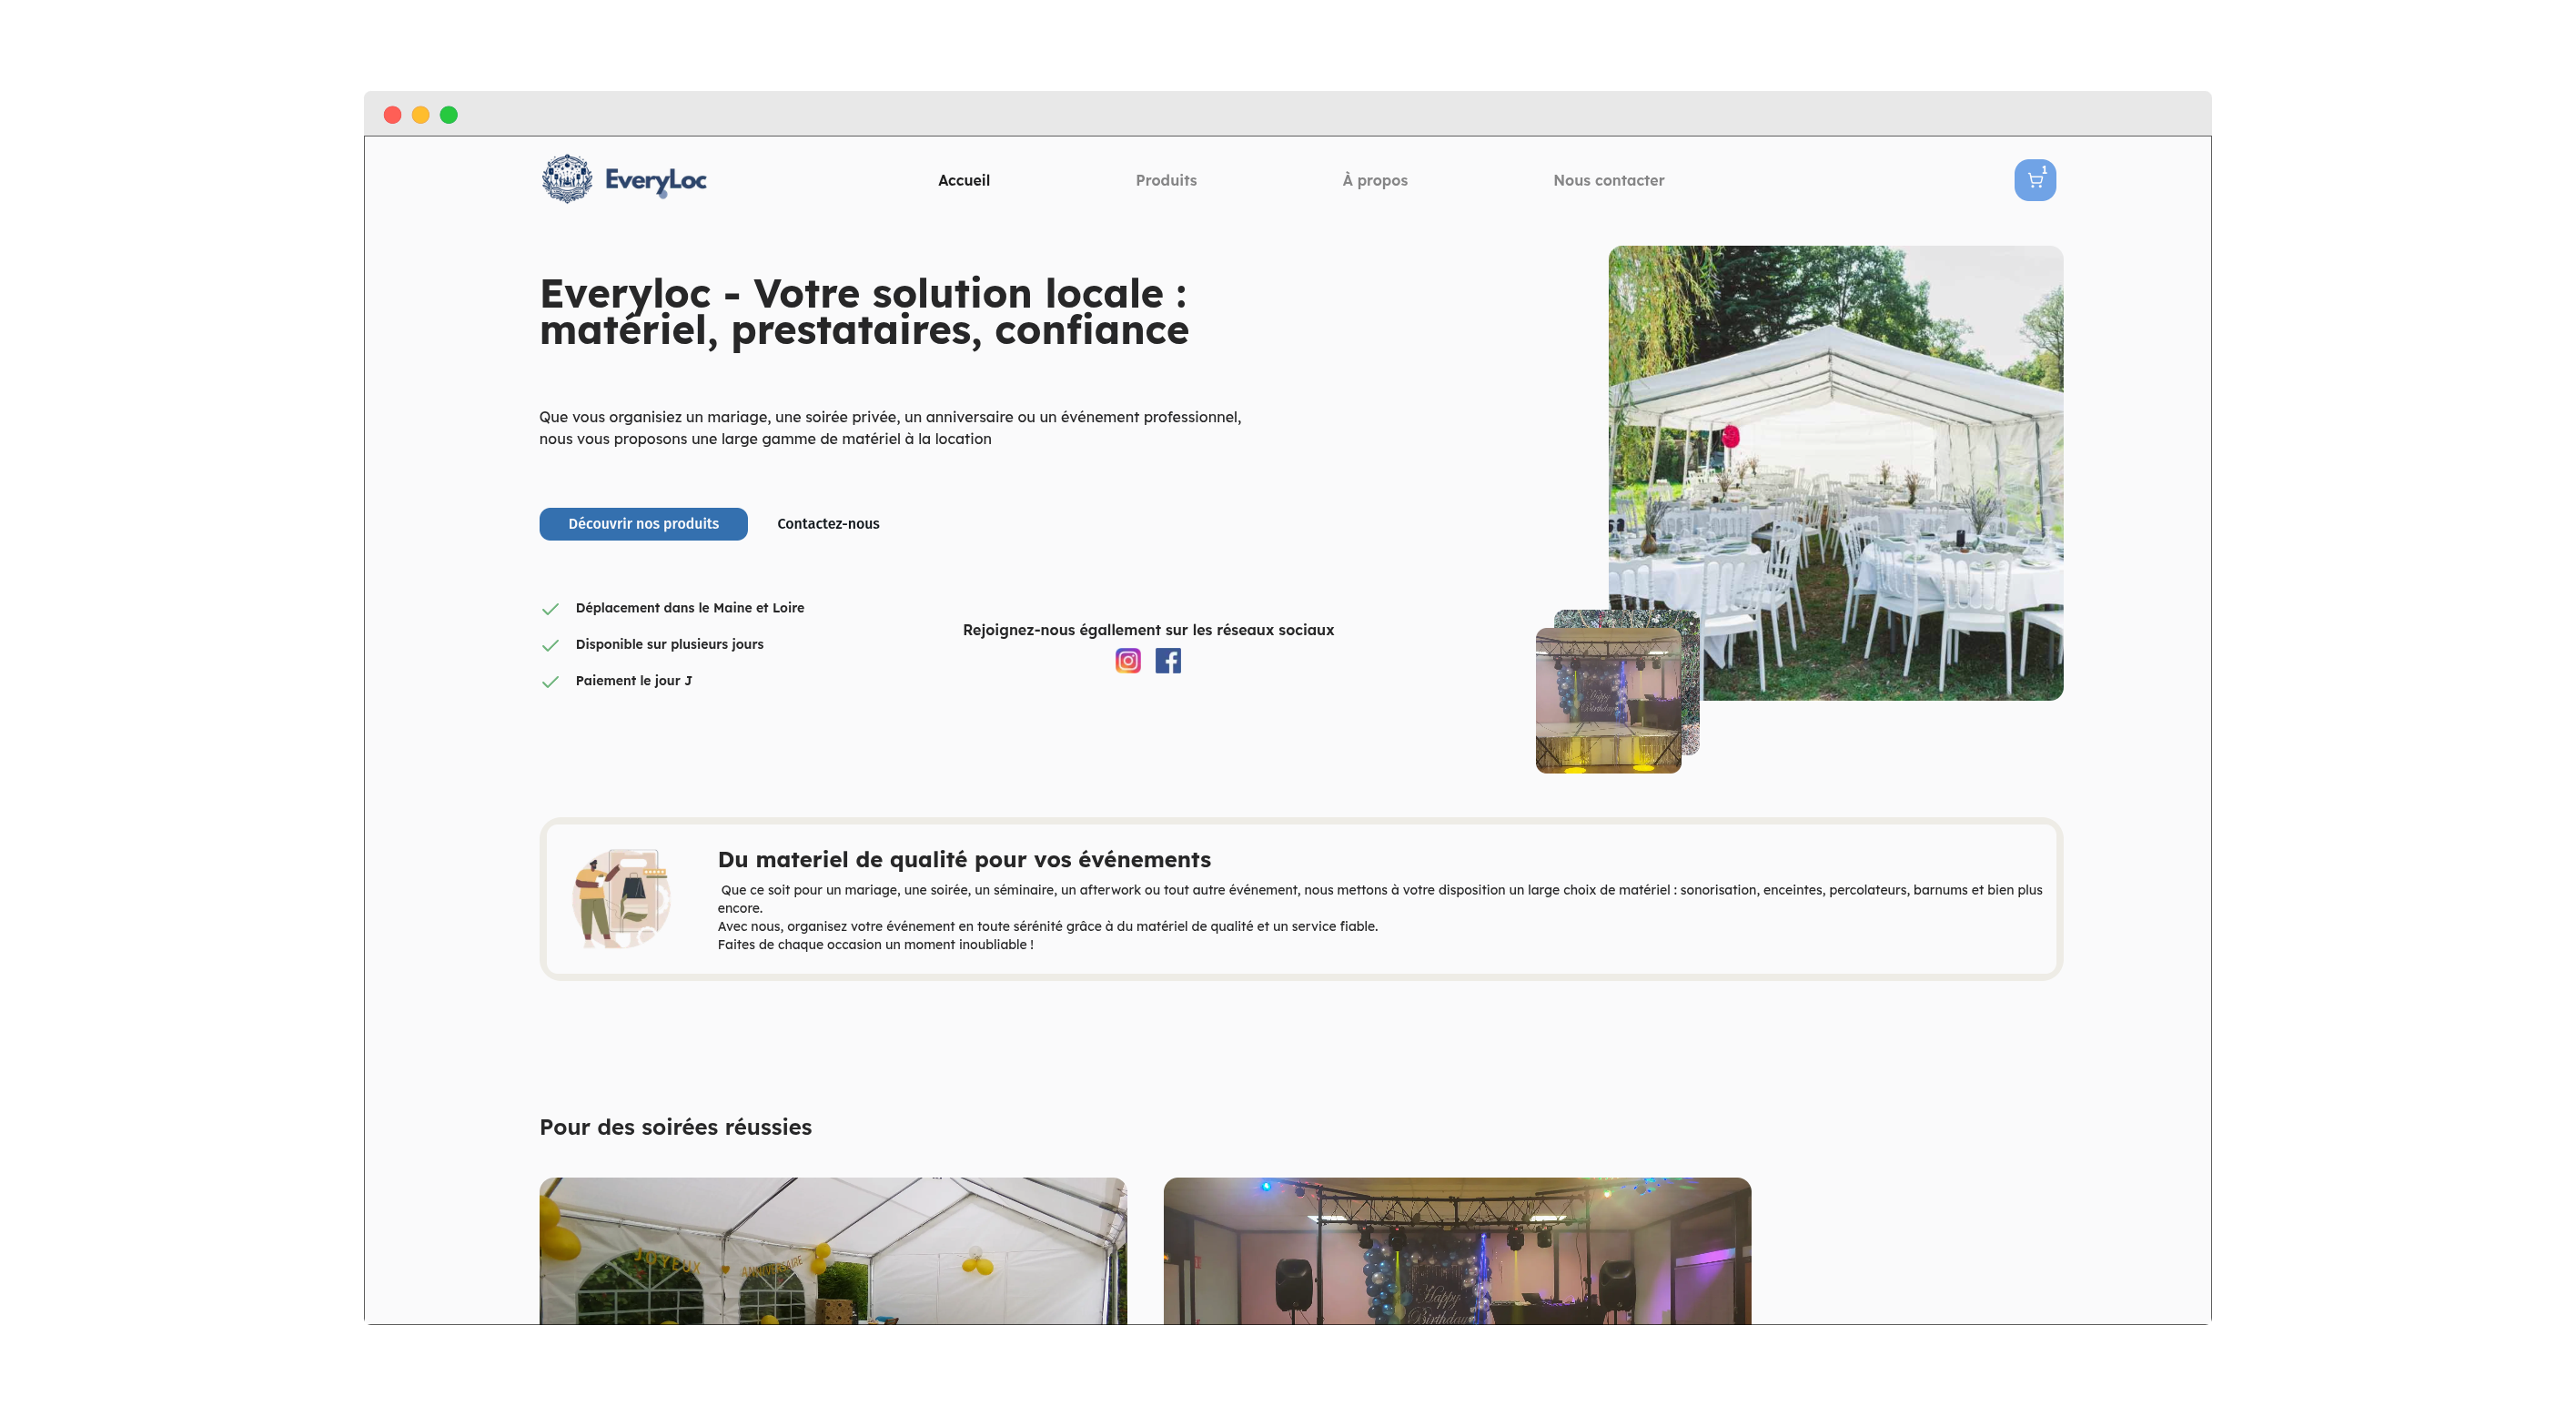 EveryLoc
Accueil
Produits
À propos
Nous contacter
1
Everyloc - Votre solution locale :
matériel, prestataires, confiance
Que vous organisiez un mariage, une soirée privée, un anniversaire ou un événement professionnel,
nous vous proposons une large gamme de matériel à la location
Découvrir nos produits
Contactez-nous
Déplacement dans le Maine et Loire
Disponible sur plusieurs jours
Paiement le jour J
Rejoignez-nous égallement sur les réseaux sociaux
Happy
Birthday
Du materiel de qualité pour vos événements
Que ce soit pour un mariage, une soirée, un séminaire, un afterwork ou tout autre événement, nous mettons à votre disposition un large choix de matériel : sonorisation, enceintes, percolateurs, barnums et bien plus
encore.
Avec nous, organisez votre événement en toute sérénité grâce à du matériel de qualité et un service fiable.
Faites de chaque occasion un moment inoubliable !
Pour des soirées réussies
JOYEUX ANNIVERSAIRE
Happy
Birthday